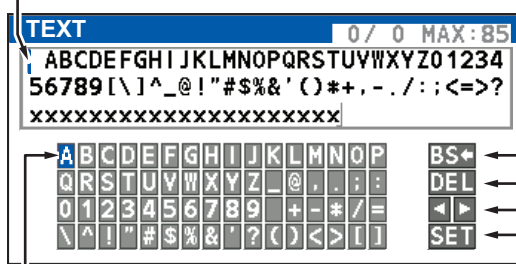 TEXT 0/ 0 MAX:85
ABCDEFGHIJKLMNOPQRSTUVWXYZ01234
56789[\]^_@!"#$%&'()*+,-./:;<=>?
xxxxxxxxxxxxxxxxxxxxx
A B C D E F G H I J K L M N O P BS←
Q R S T U V W X Y Z _ @ , . ; : DEL
0 1 2 3 4 5 6 7 8 9 + - * / = ◀ ▶
\ ^ ! " # $ % & ' ? ( ) < > [ ] SET